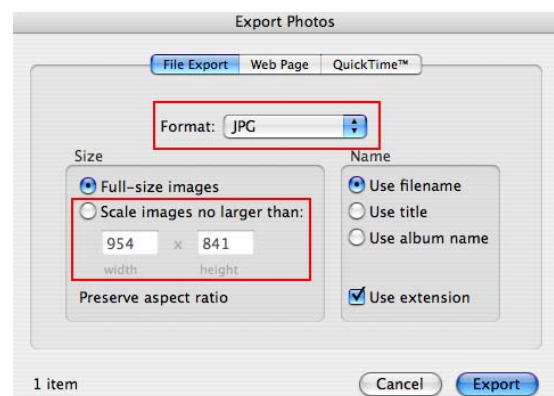 Export Photos
File Export Web Page QuickTime™
Format: JPG
Size
Full-size images
Scale images no larger than:
954 x 841
width height
Preserve aspect ratio
Name
Use filename
Use title
Use album name
Use extension
1 item
Cancel Export